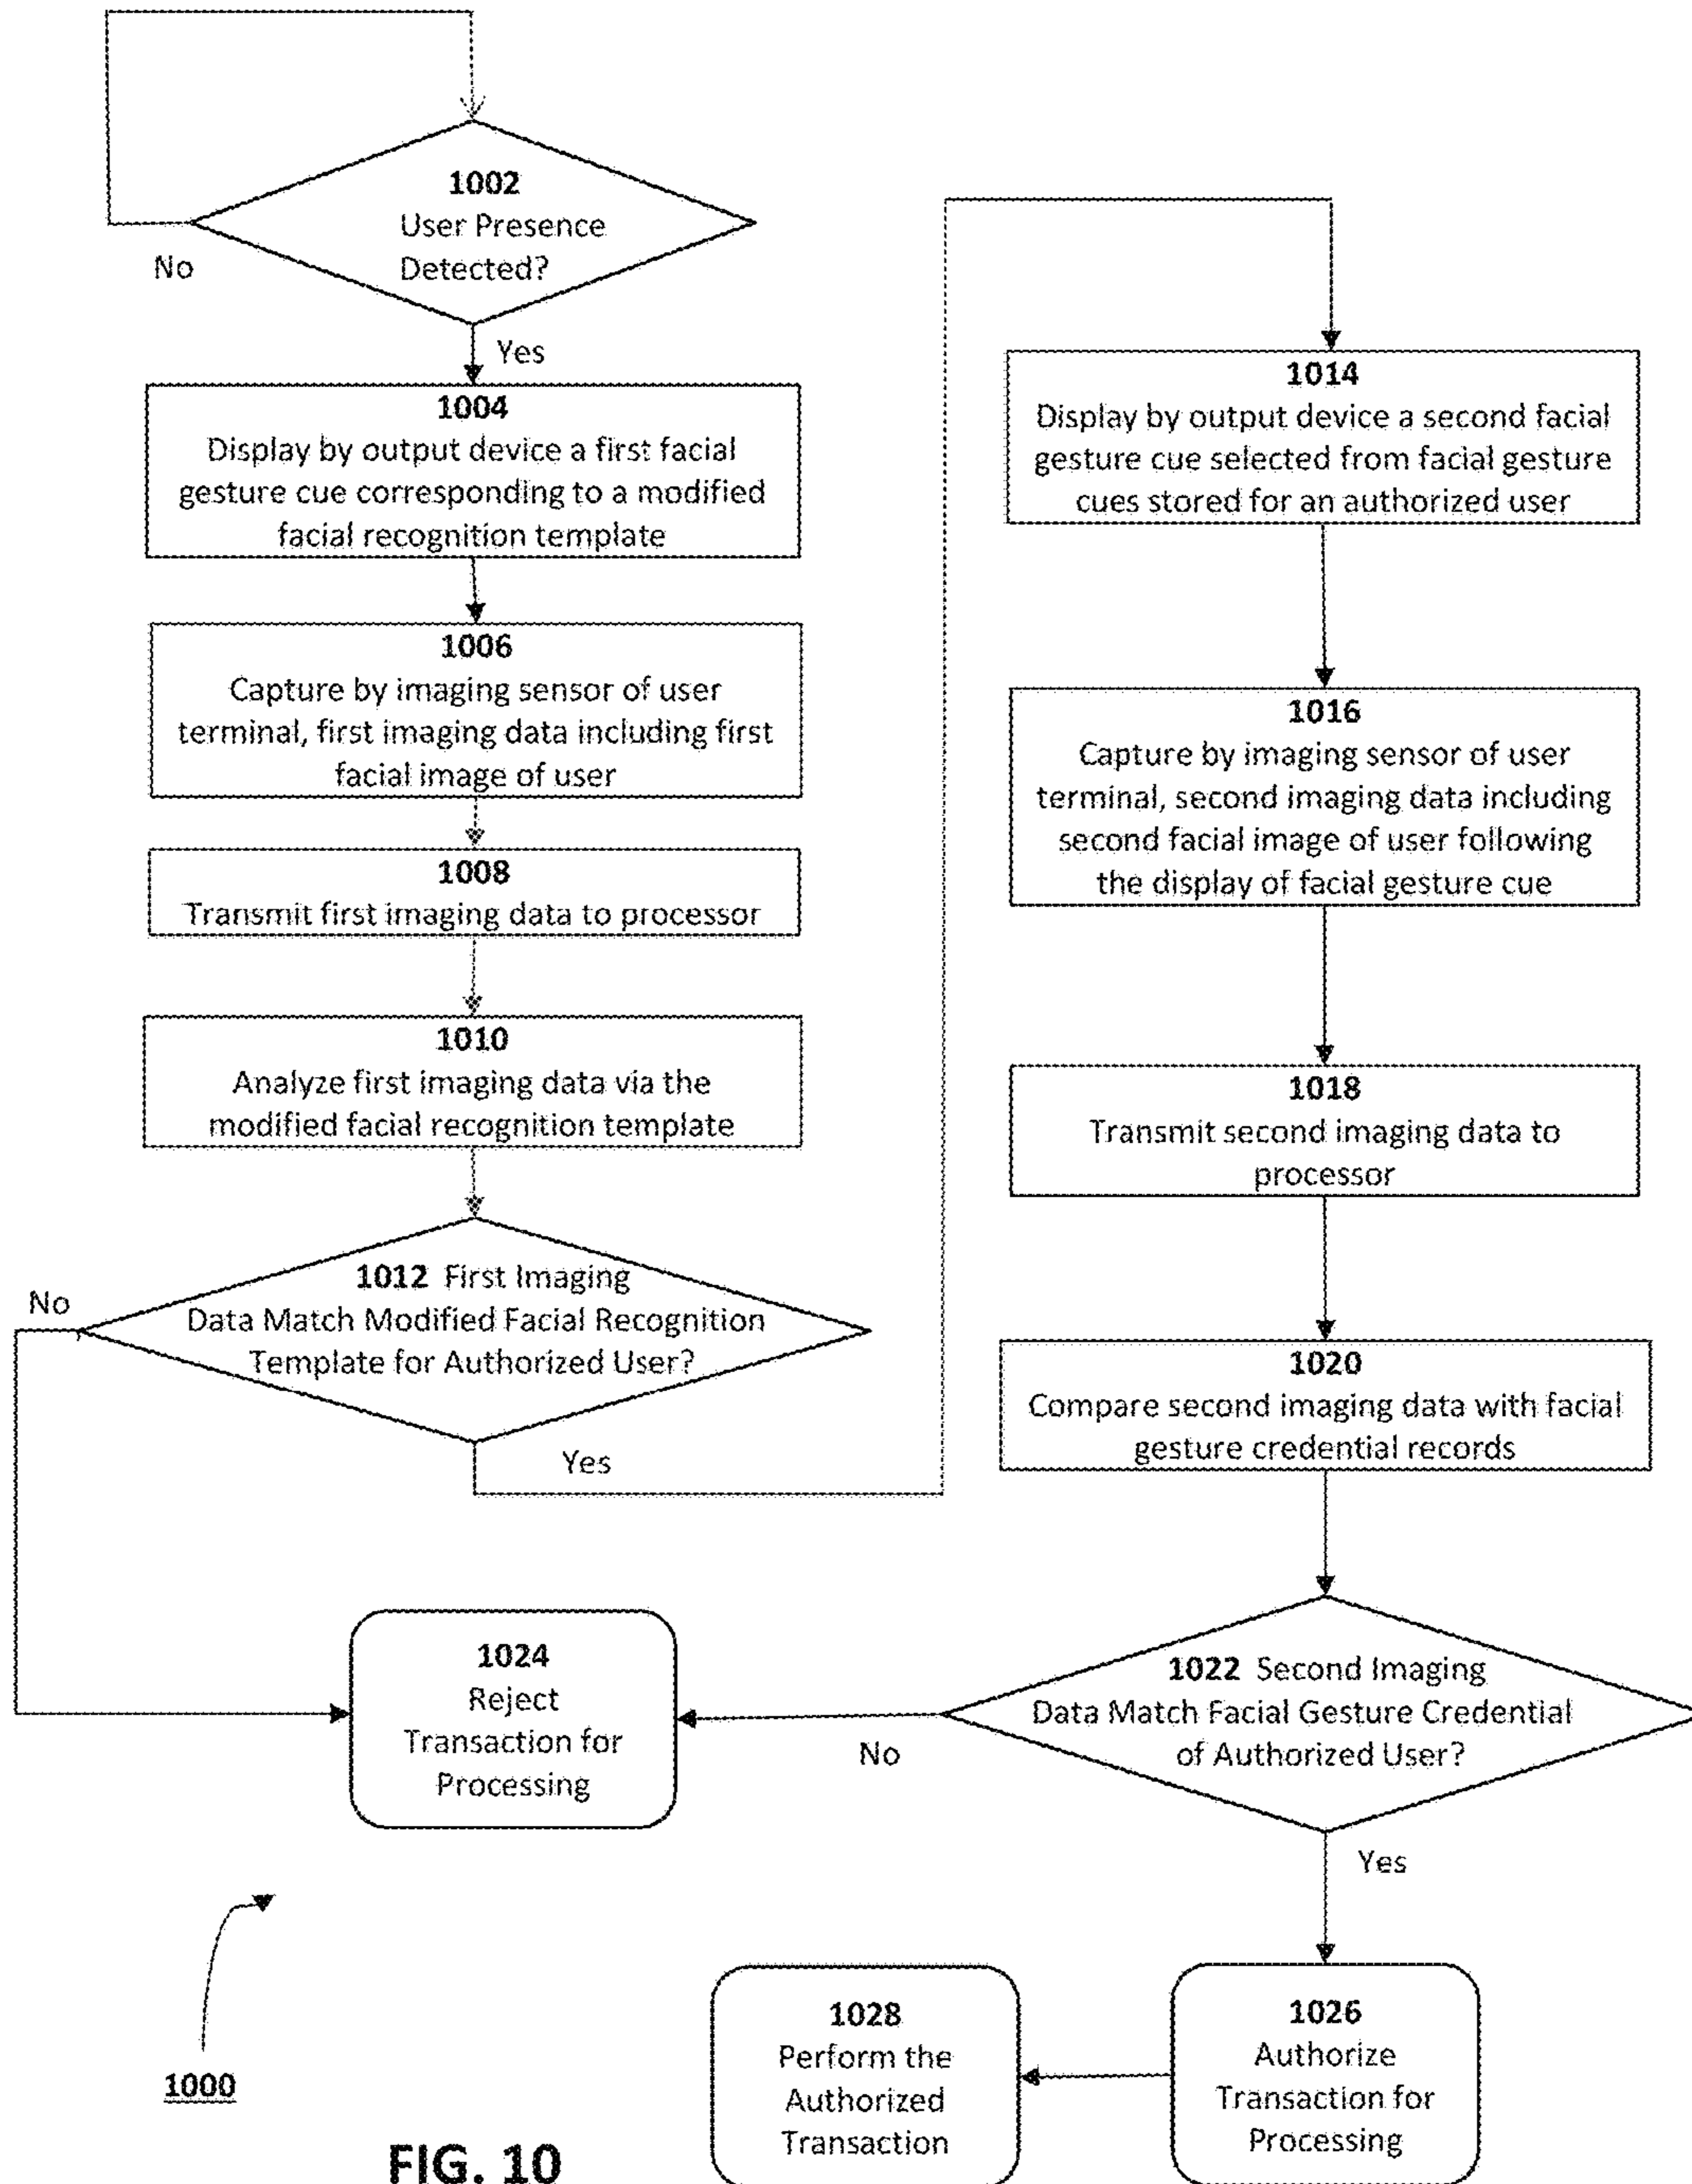 1002
User Presence
Detected?
No
Yes
1004
Display by output device a first facial
gesture cue corresponding to a modified
facial recognition template
1006
Capture by imaging sensor of user
terminal, first imaging data including first
facial image of user
1008
Transmit first imaging data to processor
1010
Analyze first imaging data via the
modified facial recognition template
1012 First Imaging
Data Match Modified Facial Recognition
Template for Authorized User?
No
Yes
1014
Display by output device a second facial
gesture cue selected from facial gesture
cues stored for an authorized user
1016
Capture by imaging sensor of user
terminal, second imaging data including
second facial image of user following
the display of facial gesture cue
1018
Transmit second imaging data to
processor
1020
Compare second imaging data with facial
gesture credential records
1022 Second Imaging
Data Match Facial Gesture Credential
of Authorized User?
No
Yes
1024
Reject
Transaction for
Processing
1026
Authorize
Transaction for
Processing
1028
Perform the
Authorized
Transaction
1000
FIG. 10